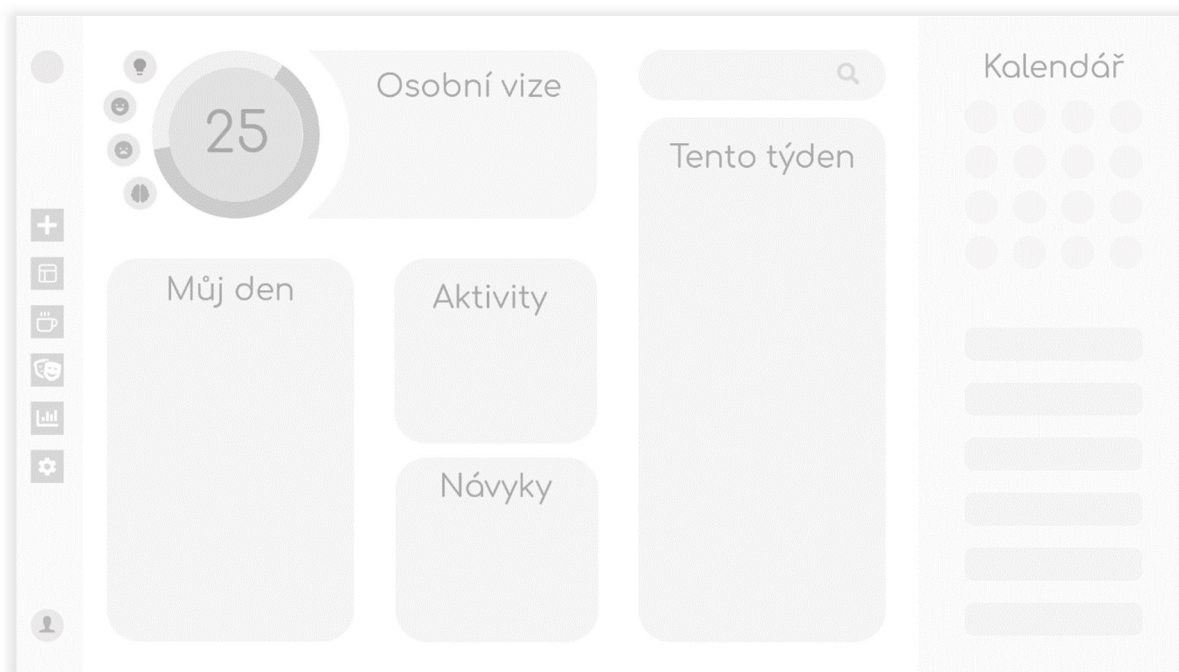 25
Osobní vize
Kalendář
Tento týden
Můj den
Aktivity
Návyky